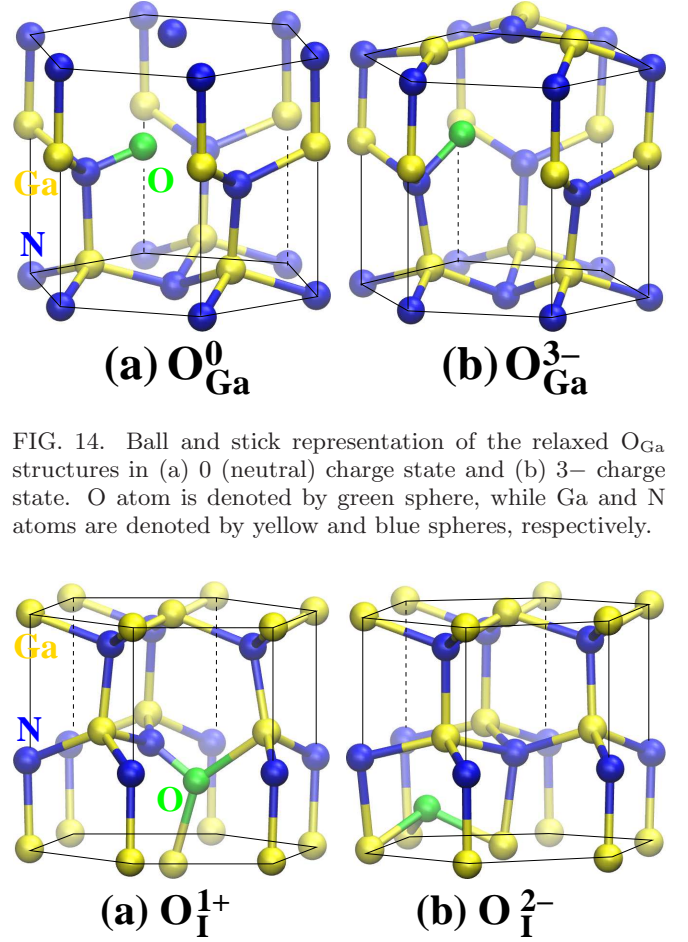 Ga
O
N
(a) O⁰Ga (b) O³⁻Ga
FIG. 14. Ball and stick representation of the relaxed OGa
structures in (a) 0 (neutral) charge state and (b) 3− charge
state. O atom is denoted by green sphere, while Ga and N
atoms are denoted by yellow and blue spheres, respectively.
Ga
N
O
(a) O¹⁺I (b) O²⁻I